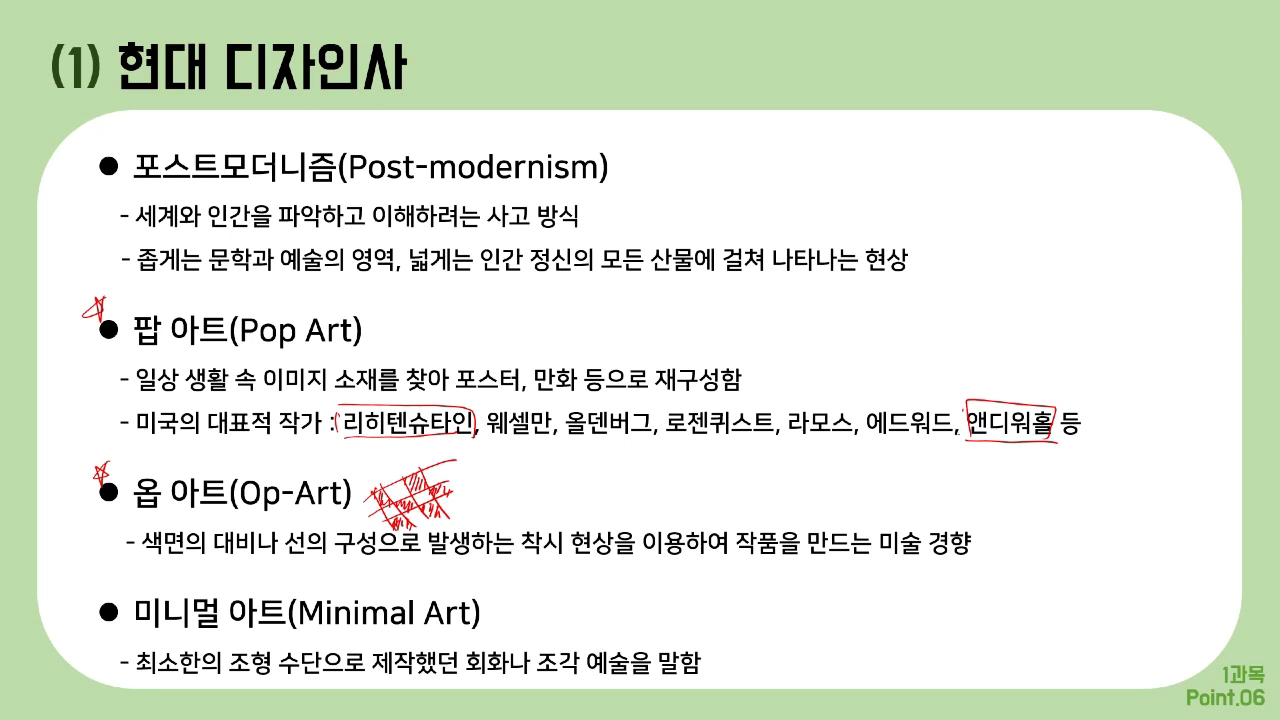 (1) 현대 디자인사
● 포스트모더니즘(Post-modernism)
- 세계와 인간을 파악하고 이해하려는 사고 방식
- 좁게는 문학과 예술의 영역, 넓게는 인간 정신의 모든 산물에 걸쳐 나타나는 현상
● 팝 아트(Pop Art)
- 일상 생활 속 이미지 소재를 찾아 포스터, 만화 등으로 재구성함
- 미국의 대표적 작가 : 리히텐슈타인, 웨셀만, 올덴버그, 로젠퀴스트, 라모스, 에드워드, 앤디워홀 등
● 옵 아트(Op-Art)
- 색면의 대비나 선의 구성으로 발생하는 착시 현상을 이용하여 작품을 만드는 미술 경향
● 미니멀 아트(Minimal Art)
- 최소한의 조형 수단으로 제작했던 회화나 조각 예술을 말함
1과목
Point.06